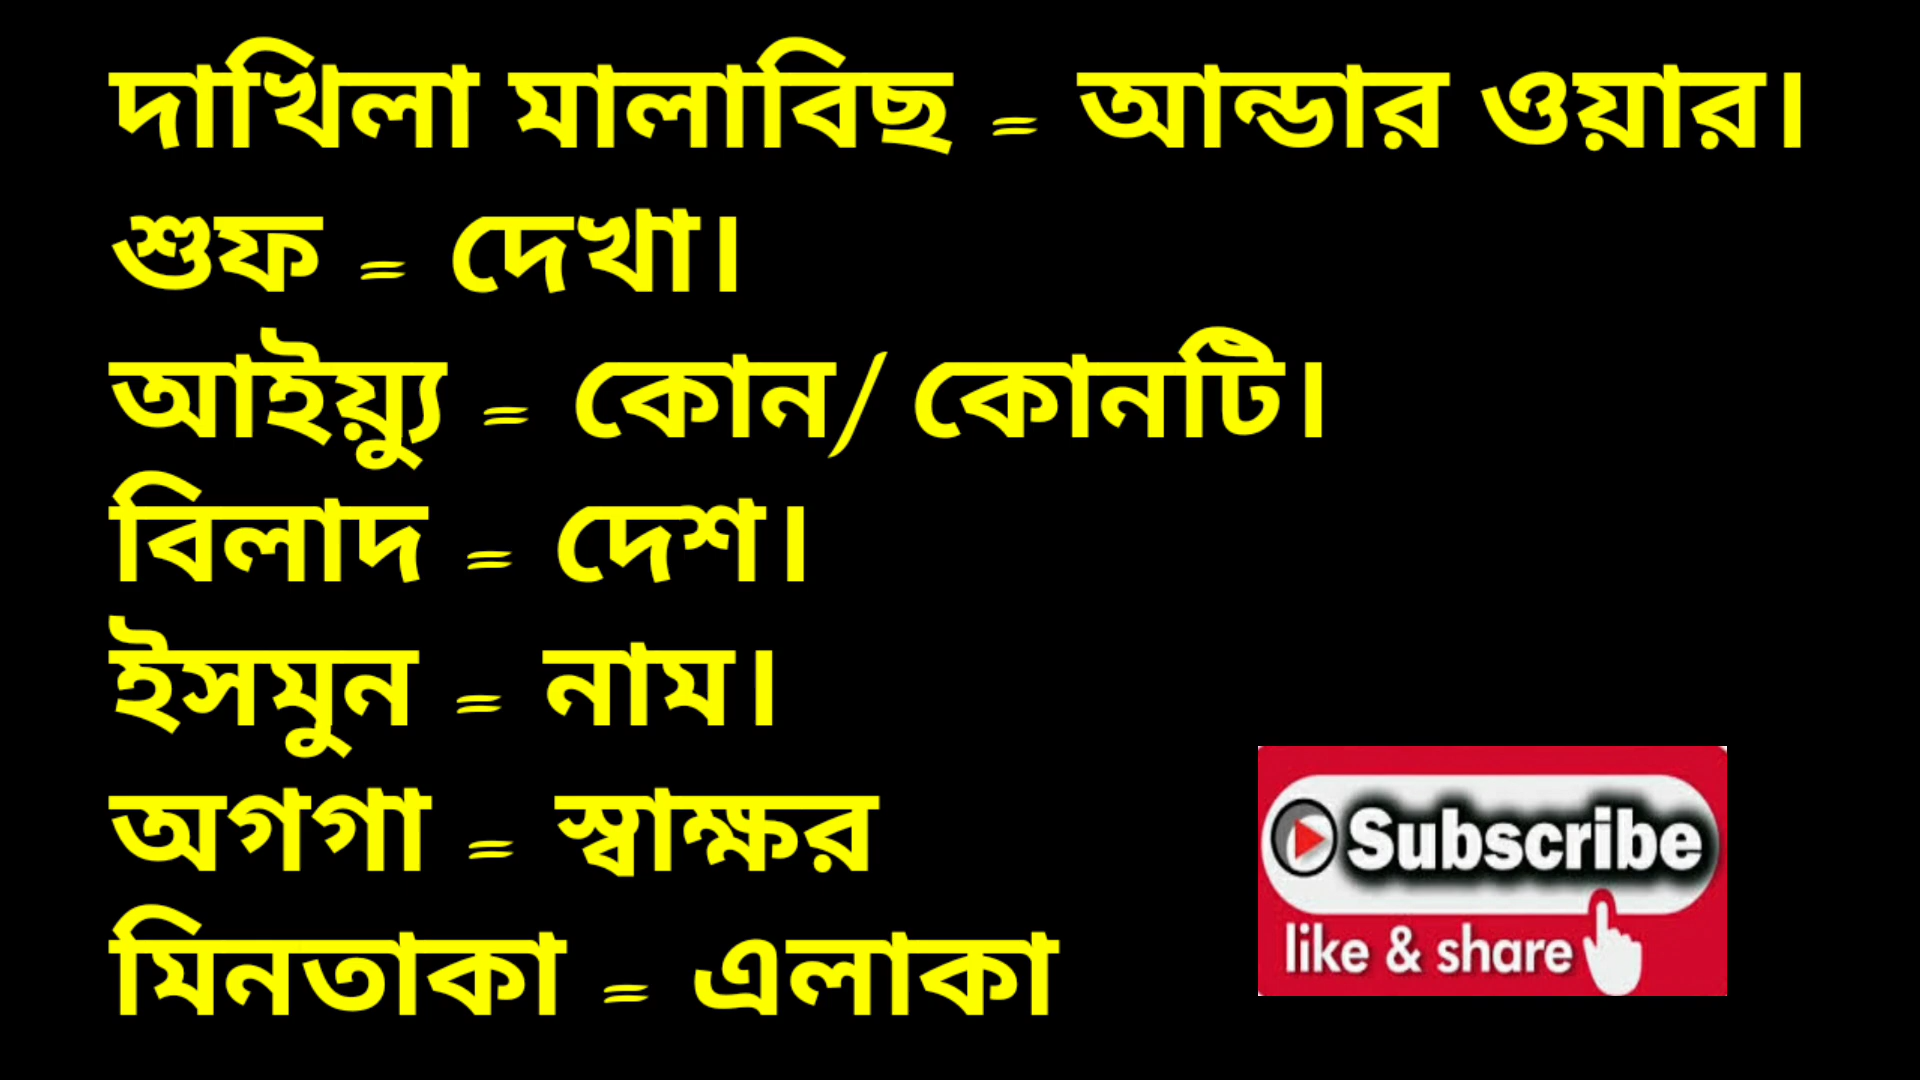 দাখিলা মালাবিছ = আন্ডার ওয়ার।
শুফ = দেখা।
আইয়্যু = কোন/ কোনটি।
বিলাদ = দেশ।
ইসমুন = নাম।
অগগা = স্বাক্ষর
মিনতাকা = এলাকা
Subscribe
like & share